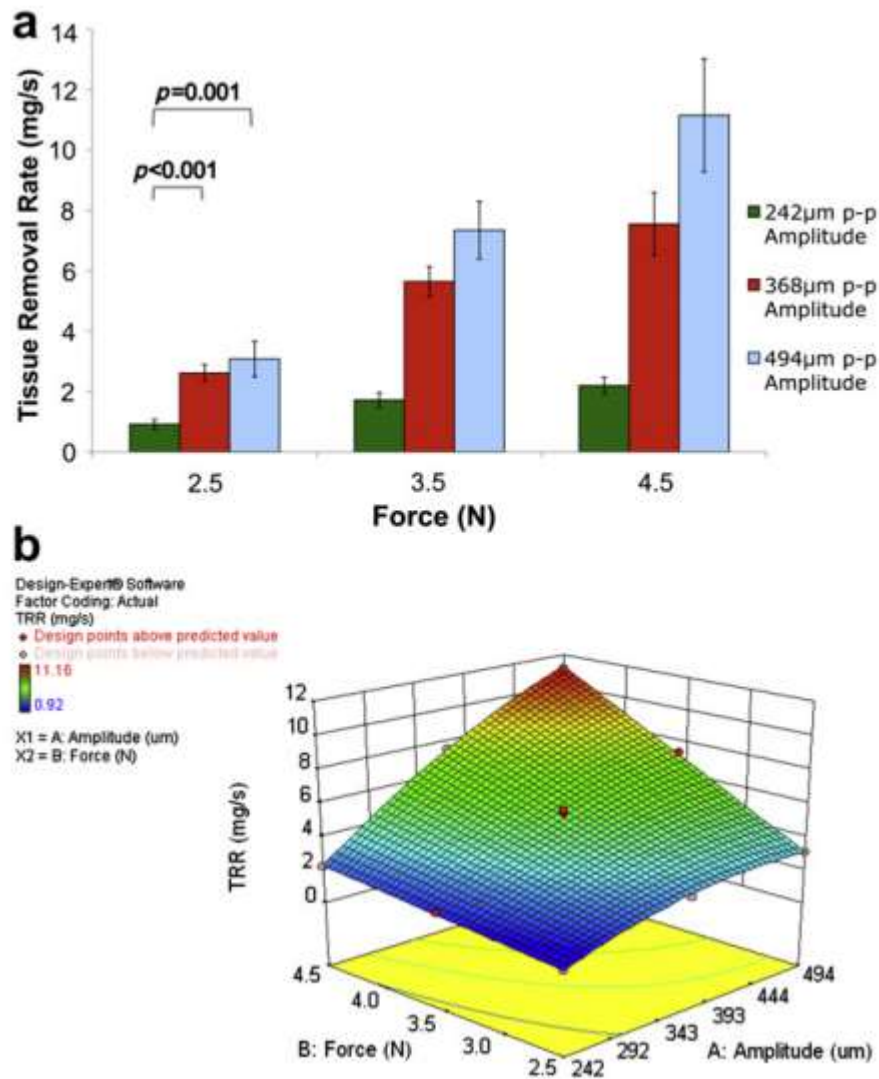 a
14
12
10
8
6
4
2
0
Tissue Removal Rate (mg/s)
p=0.001
p<0.001
2.5
3.5
4.5
Force (N)
242µm p-p
Amplitude
368µm p-p
Amplitude
494µm p-p
Amplitude
b
Design-Expert® Software
Factor Coding: Actual
TRR (mg/s)
Design points above predicted value
Design points below predicted value
11.16
0.92
X1 = A: Amplitude (um)
X2 = B: Force (N)
12
10
8
6
4
2
0
TRR (mg/s)
4.5
4.0
3.5
3.0
2.5
B: Force (N)
242
292
343
393
444
494
A: Amplitude (um)